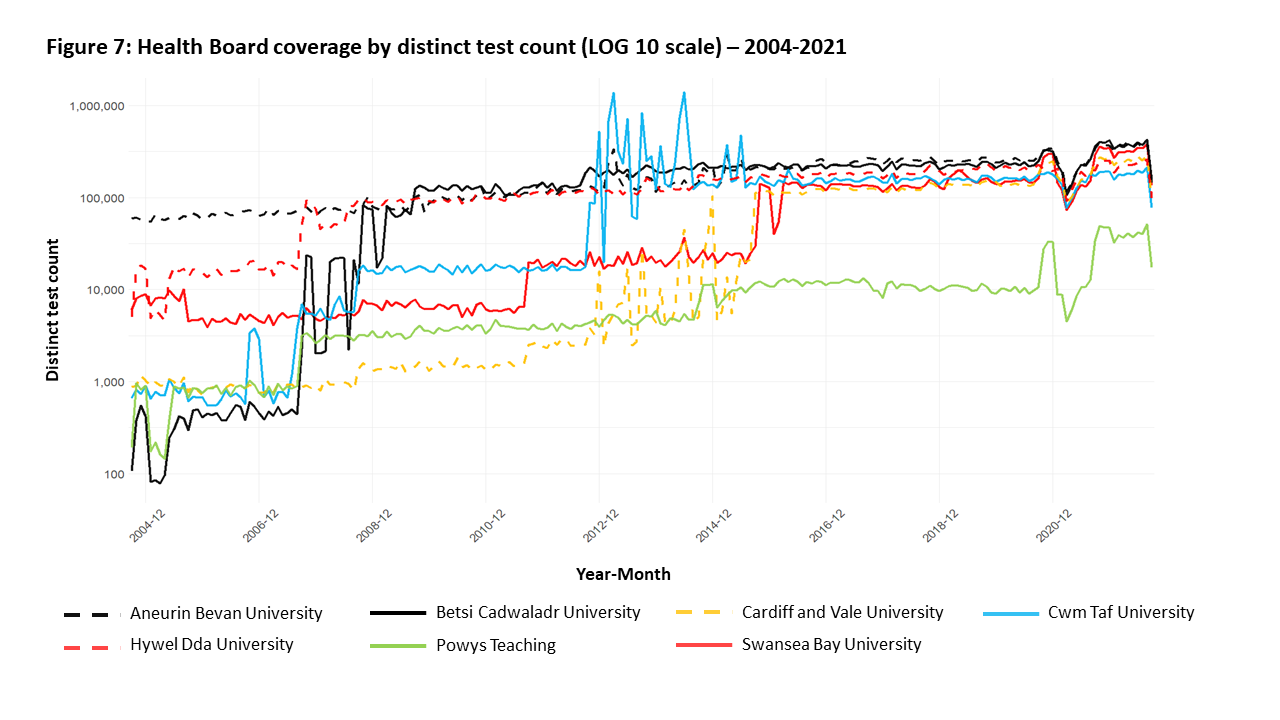 Figure 7: Health Board coverage by distinct test count (LOG 10 scale) – 2004-2021
1,000,000
100,000
10,000
1,000
100
Distinct test count
2004-12
2006-12
2008-12
2010-12
2012-12
2014-12
2016-12
2018-12
2020-12
Year-Month
Aneurin Bevan University
Betsi Cadwaladr University
Cardiff and Vale University
Cwm Taf University
Hywel Dda University
Powys Teaching
Swansea Bay University